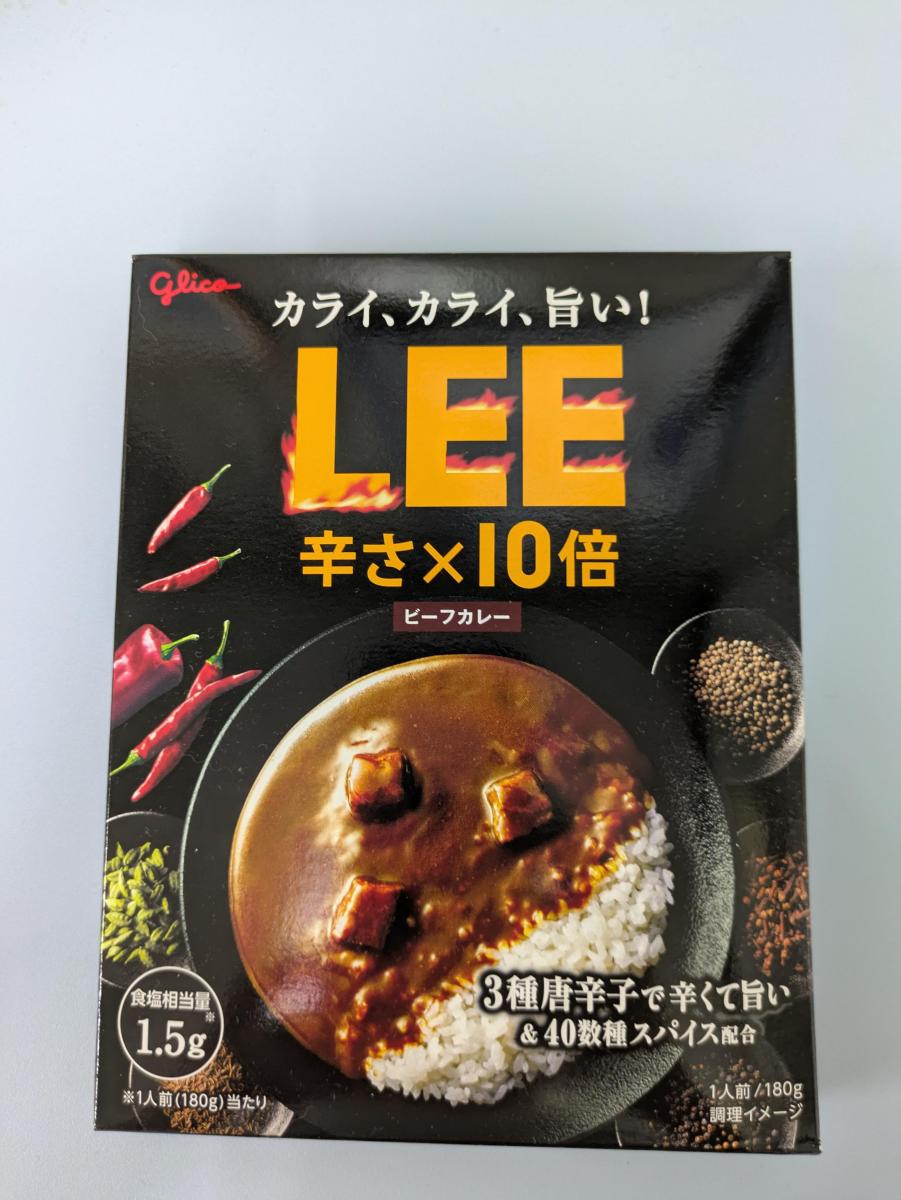 glico
カライ、カライ、旨い!
LEE
辛さ×10倍
ビーフカレー
3種唐辛子で辛くて旨い
&40数種スパイス配合
食塩相当量
1.5g※
※1人前(180g)当たり
1人前/180g
調理イメージ